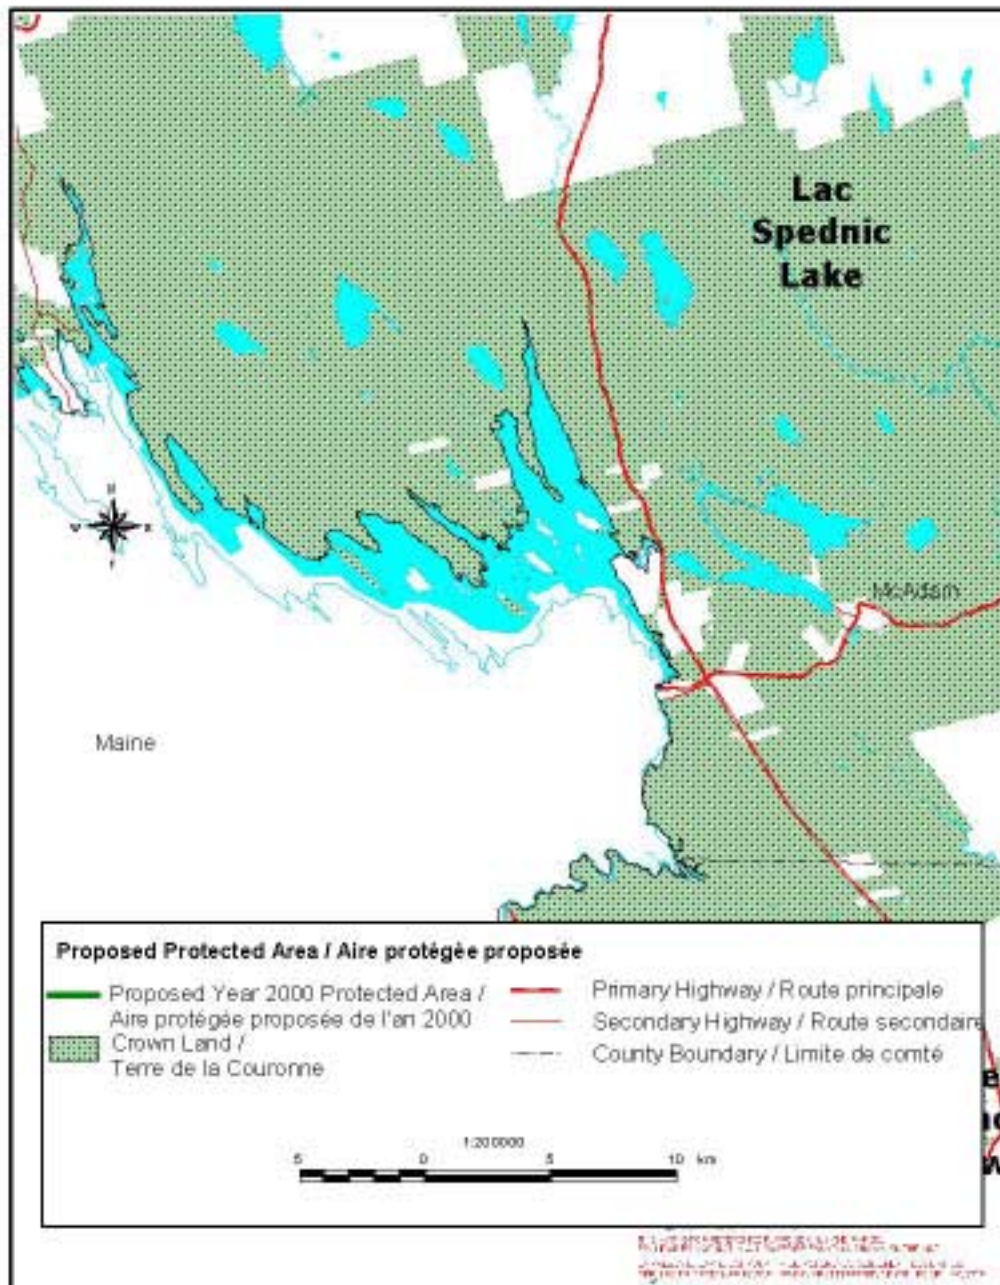 Lac
Spednic
Lake
N
W E
McAdam
Maine
Proposed Protected Area / Aire protégée proposée
Proposed Year 2000 Protected Area /
Aire protégée proposée de l'an 2000
Crown Land /
Terre de la Couronne
Primary Highway / Route principale
Secondary Highway / Route secondaire
County Boundary / Limite de comté
1:200000
5 0 5 10 km